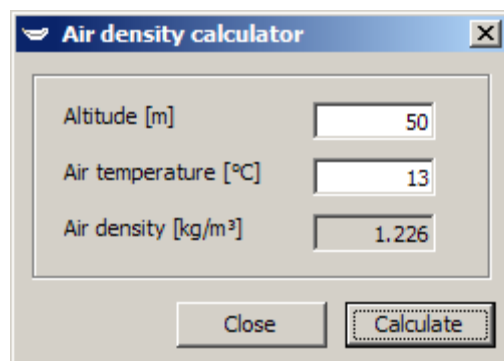 Air density calculator
Altitude [m] 50
Air temperature [°C] 13
Air density [kg/m³] 1.226
Close Calculate